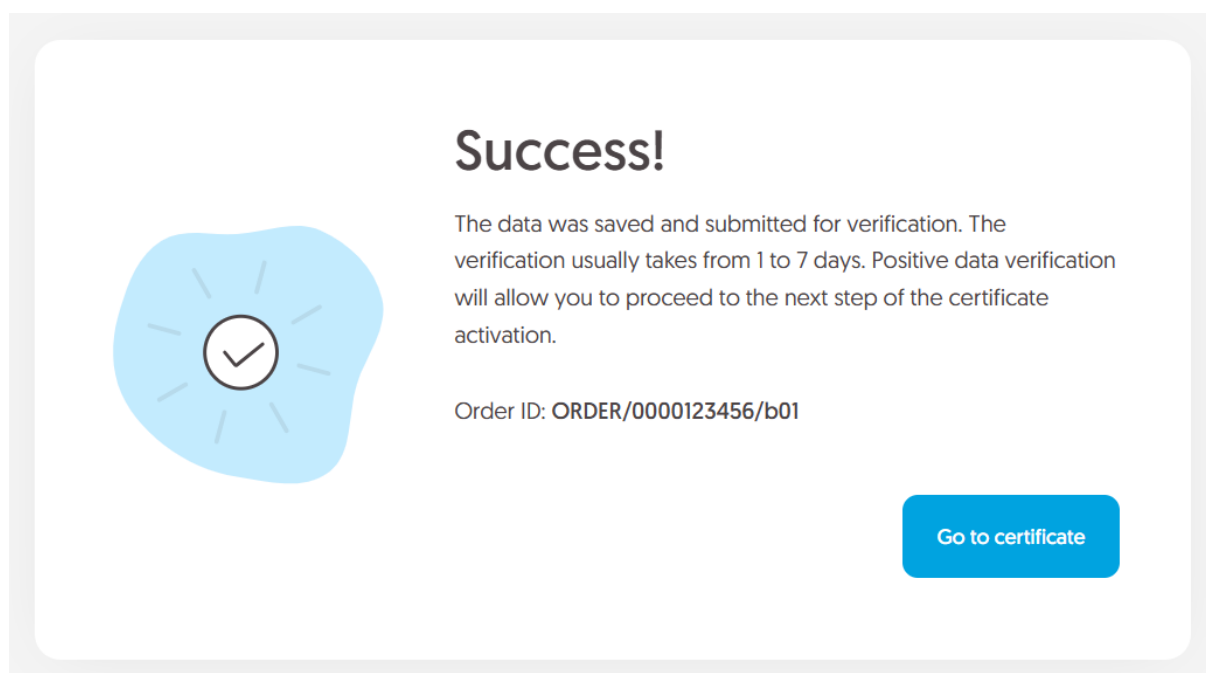 Success!
The data was saved and submitted for verification. The
verification usually takes from 1 to 7 days. Positive data verification
will allow you to proceed to the next step of the certificate
activation.
Order ID: ORDER/0000123456/b01
Go to certificate